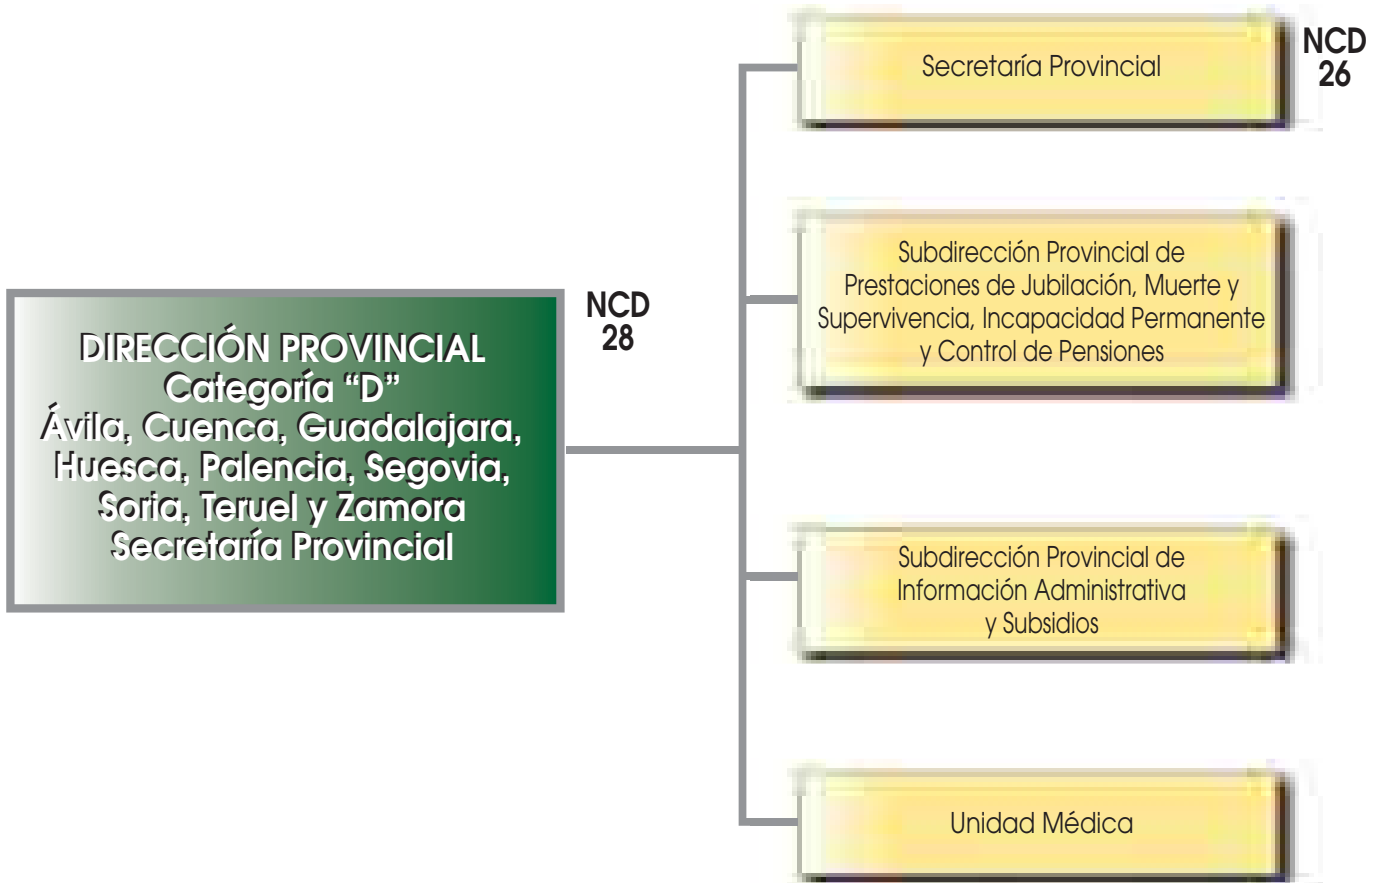 DIRECCIÓN PROVINCIAL
Categoría “D”
Ávila, Cuenca, Guadalajara,
Huesca, Palencia, Segovia,
Soria, Teruel y Zamora
Secretaría Provincial
NCD
28
Secretaría Provincial
NCD
26
Subdirección Provincial de
Prestaciones de Jubilación, Muerte y
Supervivencia, Incapacidad Permanente
y Control de Pensiones
Subdirección Provincial de
Información Administrativa
y Subsidios
Unidad Médica